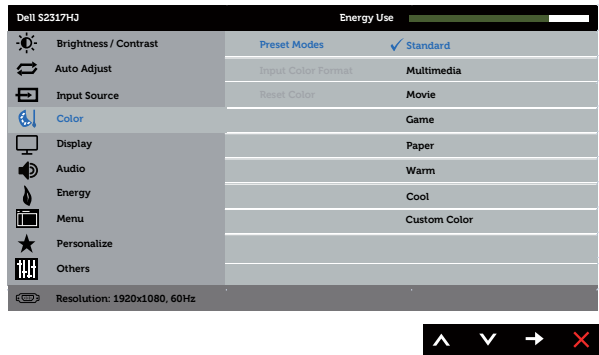 Dell S2317HJ Energy Use
Brightness / Contrast Preset Modes Standard
Auto Adjust Input Color Format Multimedia
Input Source Reset Color Movie
Color Game
Display Paper
Audio Warm
Energy Cool
Menu Custom Color
Personalize
Others
Resolution: 1920x1080, 60Hz